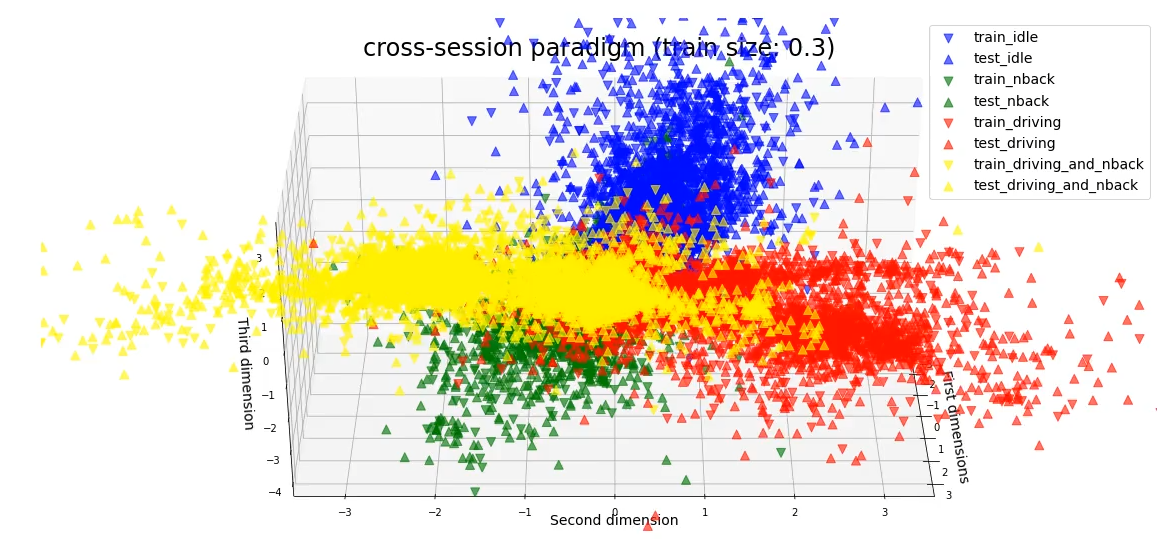 cross-session paradigm (train size: 0.3)
train_idle
test_idle
train_nback
test_nback
train_driving
test_driving
train_driving_and_nback
test_driving_and_nback
3
1
0
−1
−2
−3
−4
Third dimension
−3
−2
−1
0
1
2
3
Second dimension
−2
−1
0
1
2
3
First dimensions